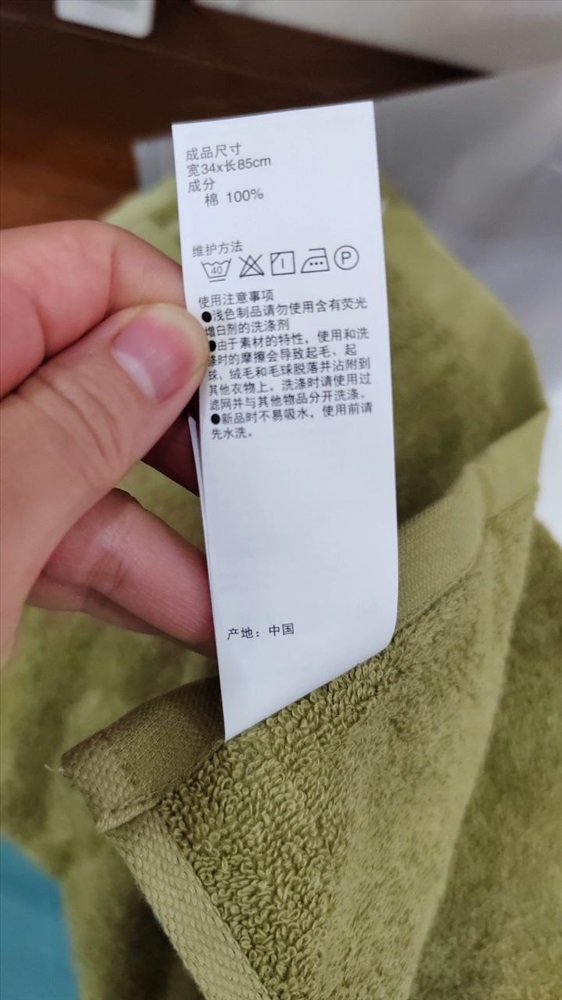 成品尺寸
宽34x长85cm
成分
棉 100%
维护方法
40
P
使用注意事项
●浅色制品请勿使用含有荧光
增白剂的洗涤剂
●由于素材的特性，使用和洗
涤时的摩擦会导致起毛、起
球、绒毛和毛球脱落并沾附到
其他衣物上。洗涤时请使用过
滤网并与其他物品分开洗涤。
●新品时不易吸水，使用前请
先水洗。
产地：中国